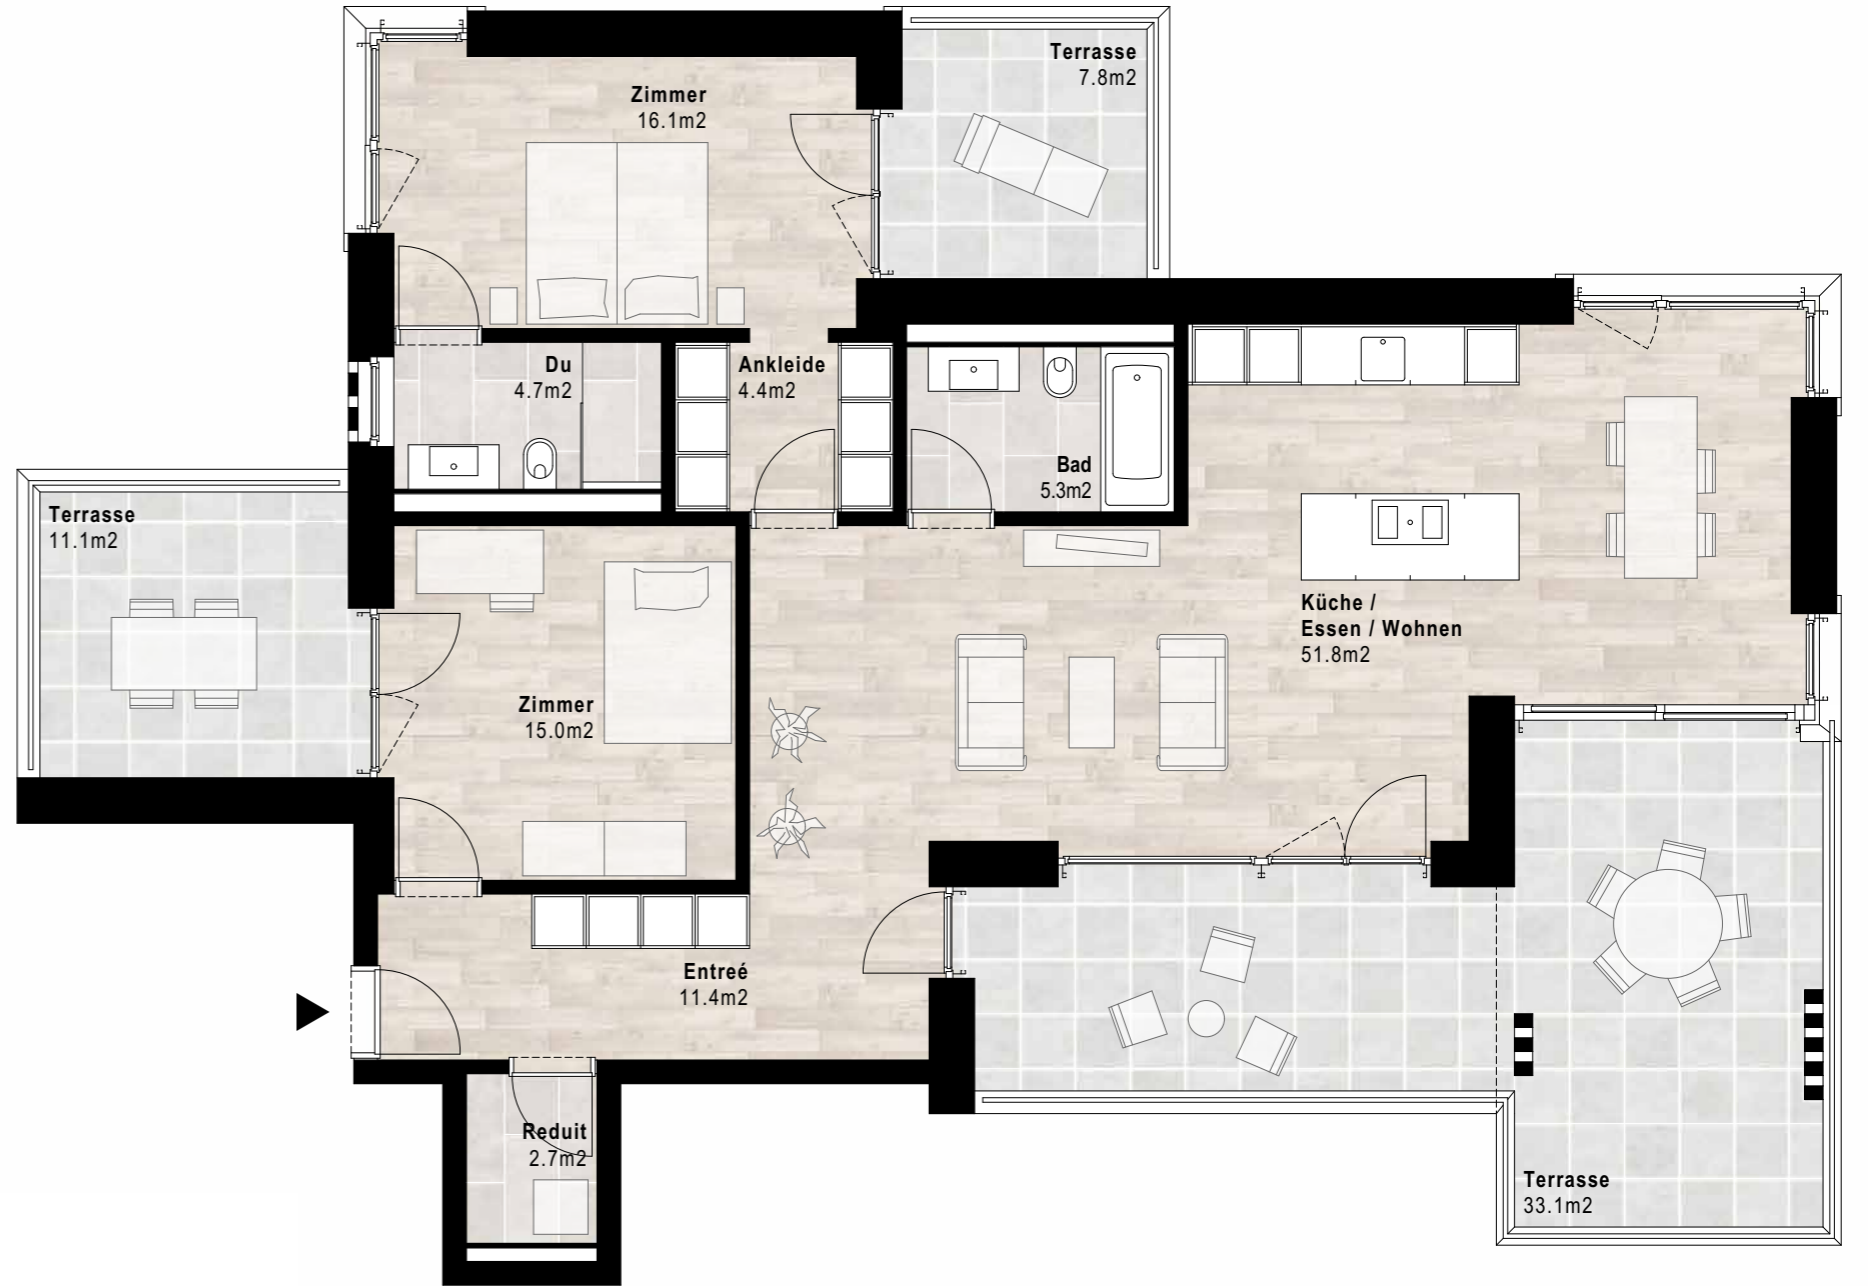 Terrasse
7.8m2
Zimmer
16.1m2
Du
4.7m2
Ankleide
4.4m2
Bad
5.3m2
Terrasse
11.1m2
Küche /
Essen / Wohnen
51.8m2
Zimmer
15.0m2
Entreé
11.4m2
Reduit
2.7m2
Terrasse
33.1m2